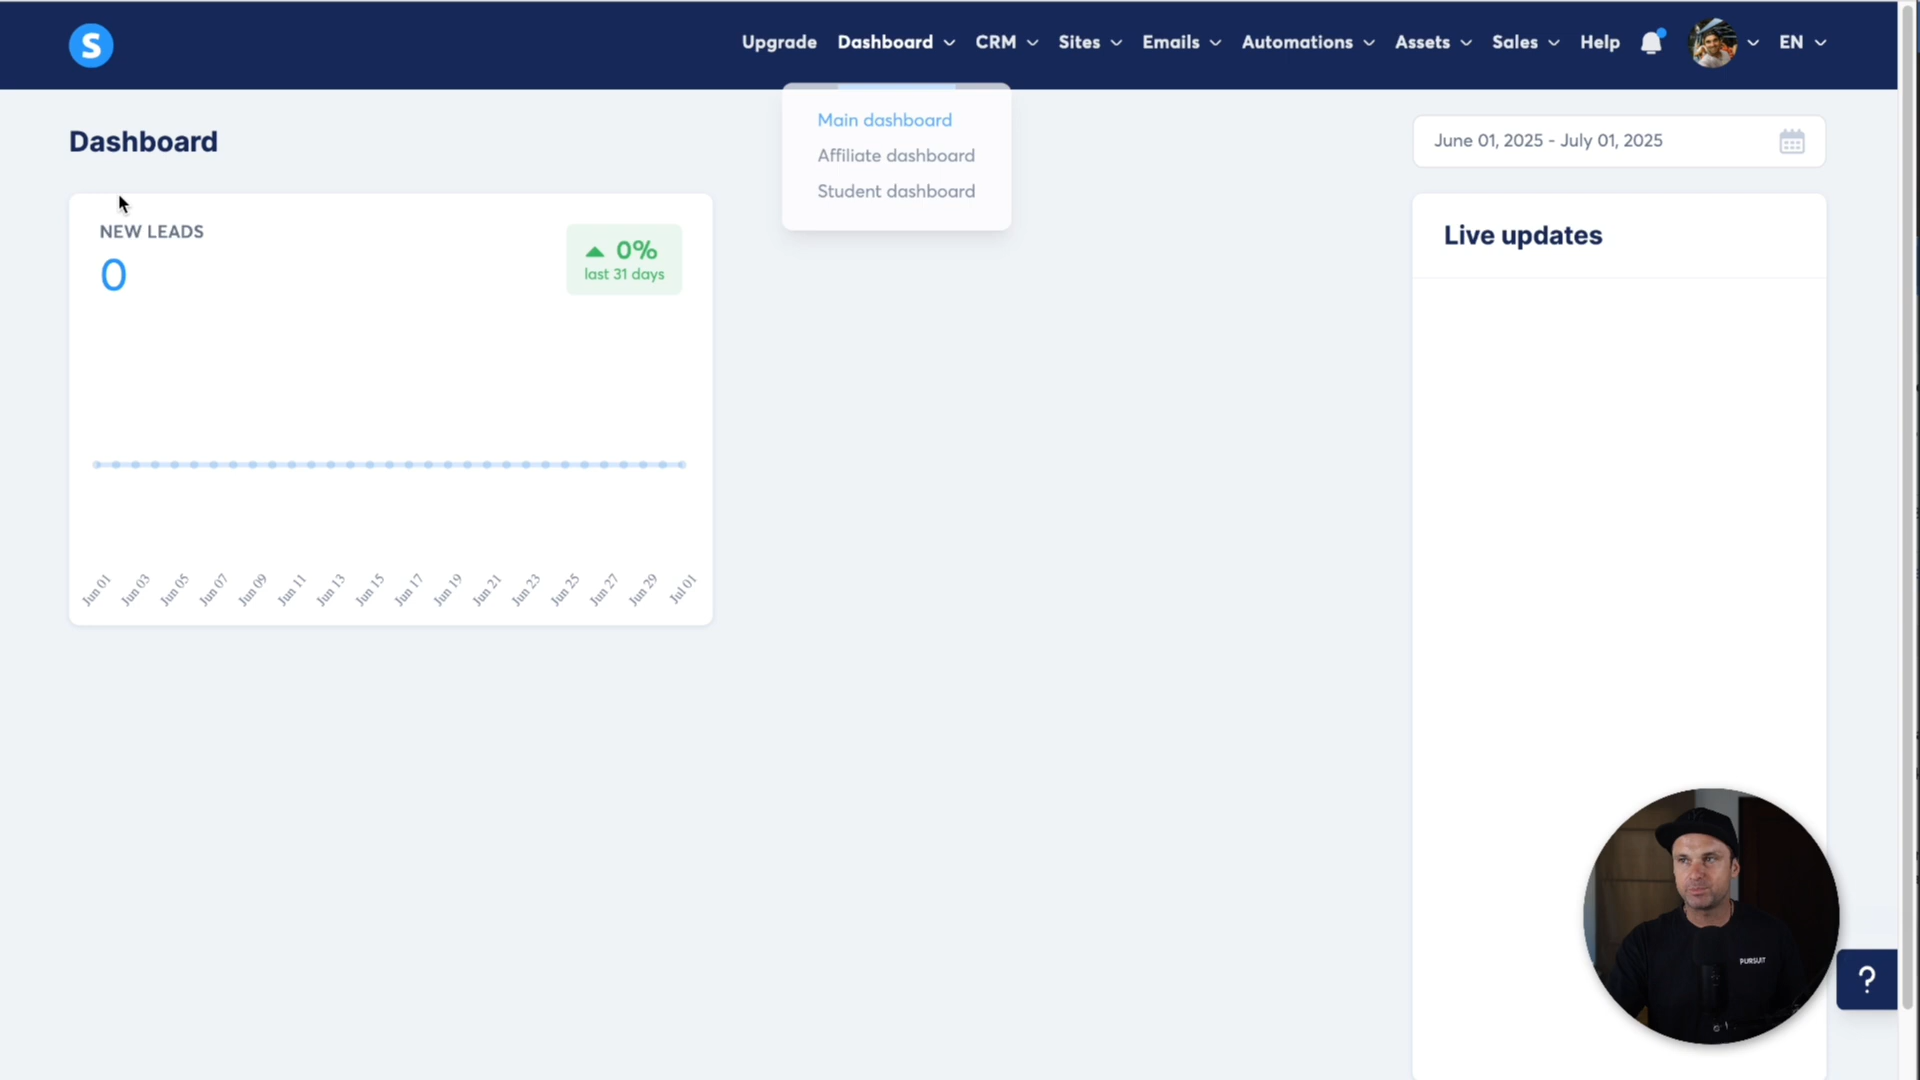 S
Upgrade Dashboard CRM Sites Emails Automations Assets Sales Help EN
Main dashboard
Affiliate dashboard
Student dashboard
Dashboard
June 01, 2025 - July 01, 2025
NEW LEADS
0
0%
last 31 days
Jun 01 Jun 03 Jun 05 Jun 07 Jun 09 Jun 11 Jun 13 Jun 15 Jun 17 Jun 19 Jun 21 Jun 23 Jun 25 Jun 27 Jun 29 Jul 01
Live updates
PURSUIT
?